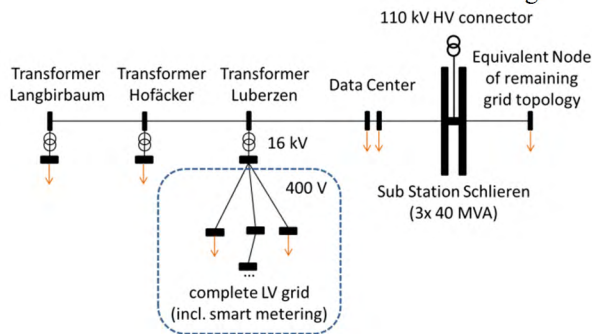 110 kV HV connector
Transformer
Langbirbaum
Transformer
Hofäcker
Transformer
Luberzen
Data Center
Equivalent Node
of remaining
grid topology
16 kV
400 V
Sub Station Schlieren
(3x 40 MVA)
...
complete LV grid
(incl. smart metering)